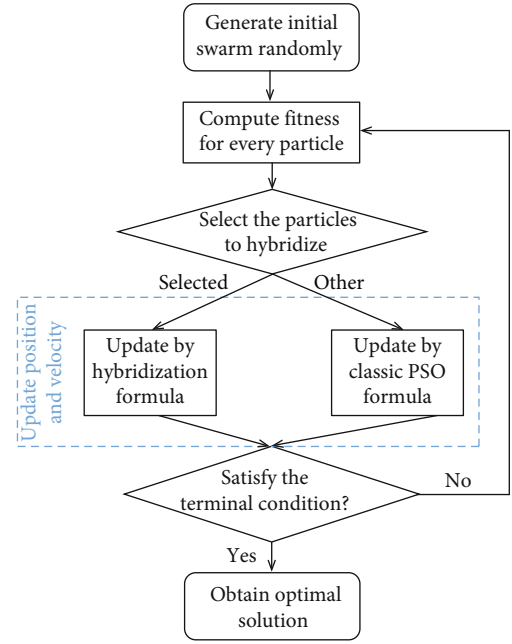 Generate initial
swarm randomly
Compute fitness
for every particle
Select the particles
to hybridize
Selected
Other
Update position
and velocity
Update by
hybridization
formula
Update by
classic PSO
formula
Satisfy the
terminal condition?
No
Yes
Obtain optimal
solution